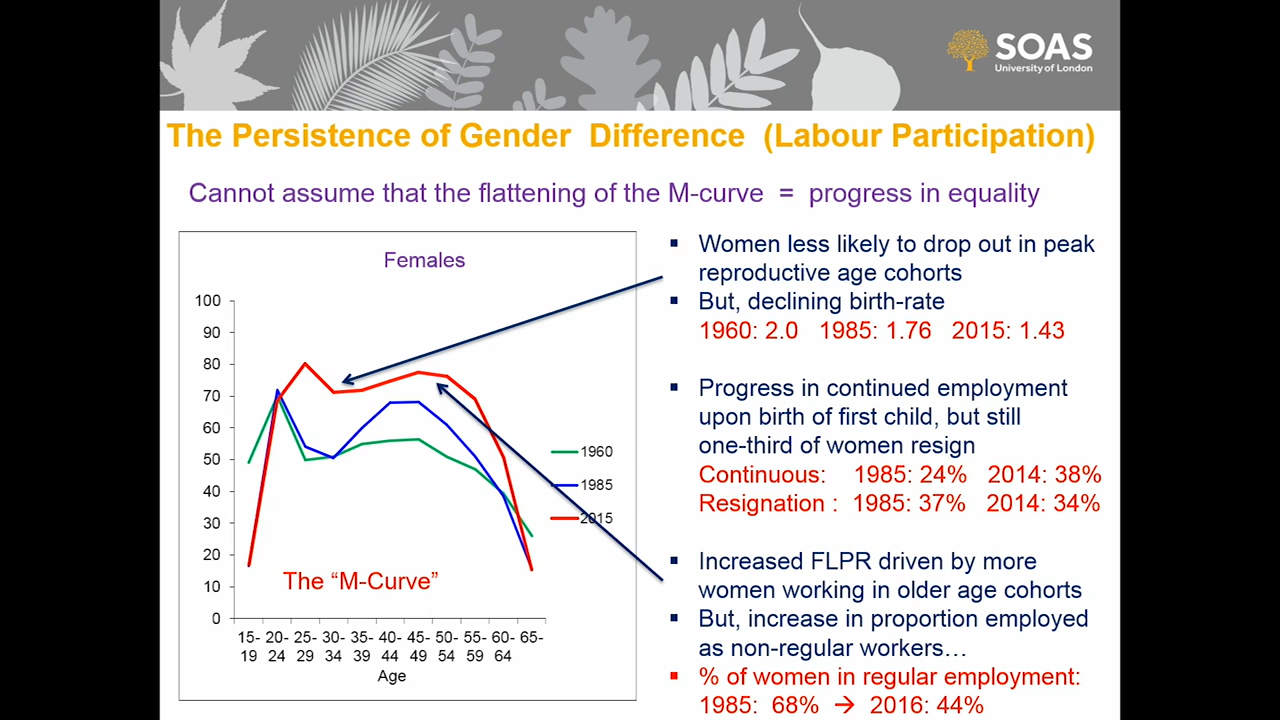 SOAS
University of London
The Persistence of Gender Difference (Labour Participation)
Cannot assume that the flattening of the M-curve = progress in equality
Females
100
90
80
70
60
50
40
30
20
10
0
15- 20- 25- 30- 35- 40- 45- 50- 55- 60- 65-
19 24 29 34 39 44 49 54 59 64
Age
1960
1985
2015
The “M-Curve”
▪ Women less likely to drop out in peak
reproductive age cohorts
▪ But, declining birth-rate
1960: 2.0 1985: 1.76 2015: 1.43
▪ Progress in continued employment
upon birth of first child, but still
one-third of women resign
Continuous: 1985: 24% 2014: 38%
Resignation : 1985: 37% 2014: 34%
▪ Increased FLPR driven by more
women working in older age cohorts
▪ But, increase in proportion employed
as non-regular workers…
▪ % of women in regular employment:
1985: 68% → 2016: 44%